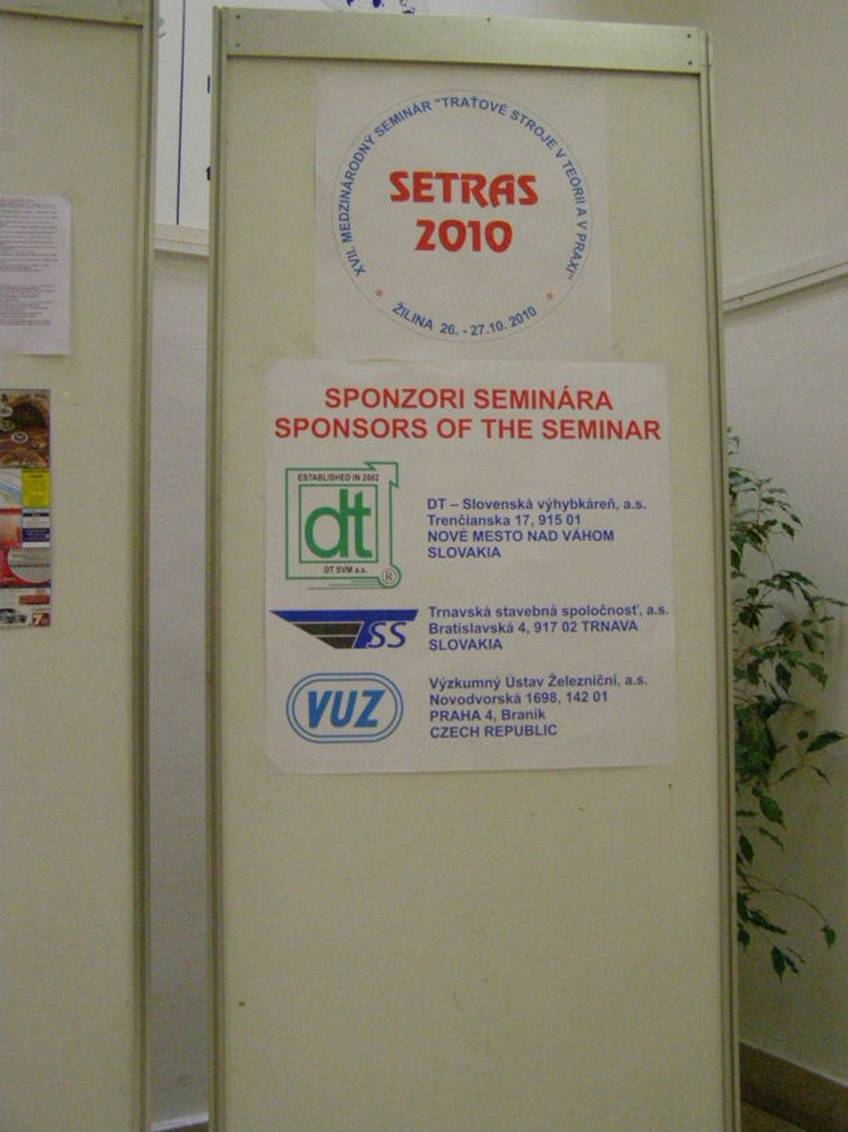 XVII. MEDZINÁRODNÝ SEMINÁR "TRAŤOVÉ STROJE V TEÓRII A V PRAXI"
SETRAS
2010
* ŽILINA 26. - 27.10. 2010 *
SPONZORI SEMINÁRA
SPONSORS OF THE SEMINAR
ESTABLISHED IN 2002
dt
DT SVM a.s.
®
DT – Slovenská výhybkáreň, a.s.
Trenčianska 17, 915 01
NOVÉ MESTO NAD VÁHOM
SLOVAKIA
TSS
Trnavská stavebná spoločnosť, a.s.
Bratislavská 4, 917 02 TRNAVA
SLOVAKIA
VUZ
Výzkumný Ústav Železniční, a.s.
Novodvorská 1698, 142 01
PRAHA 4, Braník
CZECH REPUBLIC